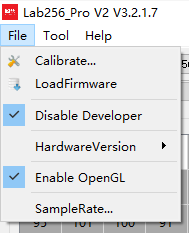 Lab256_Pro V2 V3.2.1.7
File Tool Help
Calibrate...
LoadFirmware
Disable Developer
HardwareVersion
Enable OpenGL
SampleRate...